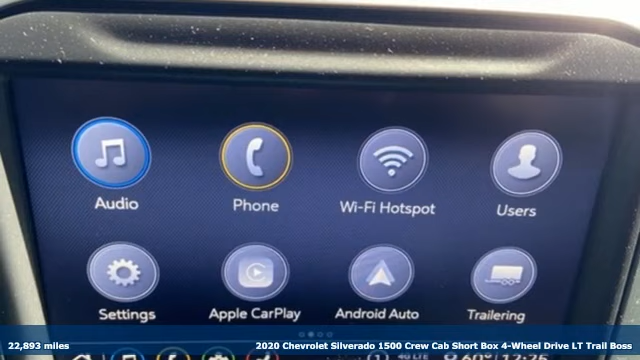 Audio Phone Wi-Fi Hotspot Users
Settings Apple CarPlay Android Auto Trailering
22,893 miles 2020 Chevrolet Silverado 1500 Crew Cab Short Box 4-Wheel Drive LT Trail Boss